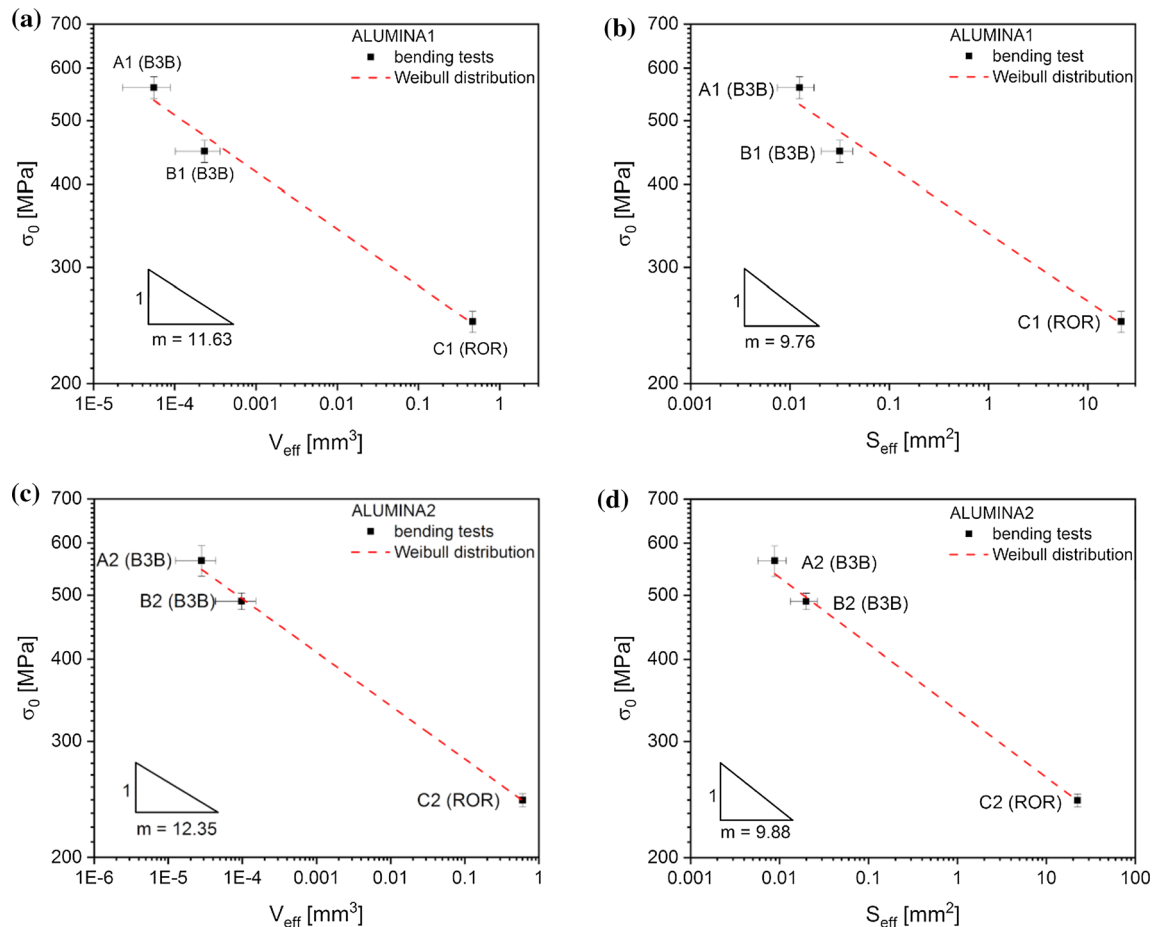 (a)
700
600
500
400
300
200
σ₀ [MPa]
ALUMINA1
bending tests
Weibull distribution
A1 (B3B)
B1 (B3B)
C1 (ROR)
1
m = 11.63
1E-5
1E-4
0.001
0.01
0.1
1
V_eff [mm³]
(b)
700
600
500
400
300
200
σ₀ [MPa]
ALUMINA1
bending test
Weibull distribution
A1 (B3B)
B1 (B3B)
C1 (ROR)
1
m = 9.76
0.001
0.01
0.1
1
10
S_eff [mm²]
(c)
700
600
500
400
300
200
σ₀ [MPa]
ALUMINA2
bending tests
Weibull distribution
A2 (B3B)
B2 (B3B)
C2 (ROR)
1
m = 12.35
1E-6
1E-5
1E-4
0.001
0.01
0.1
1
V_eff [mm³]
(d)
700
600
500
400
300
200
σ₀ [MPa]
ALUMINA2
bending tests
Weibull distribution
A2 (B3B)
B2 (B3B)
C2 (ROR)
1
m = 9.88
0.001
0.01
0.1
1
10
100
S_eff [mm²]